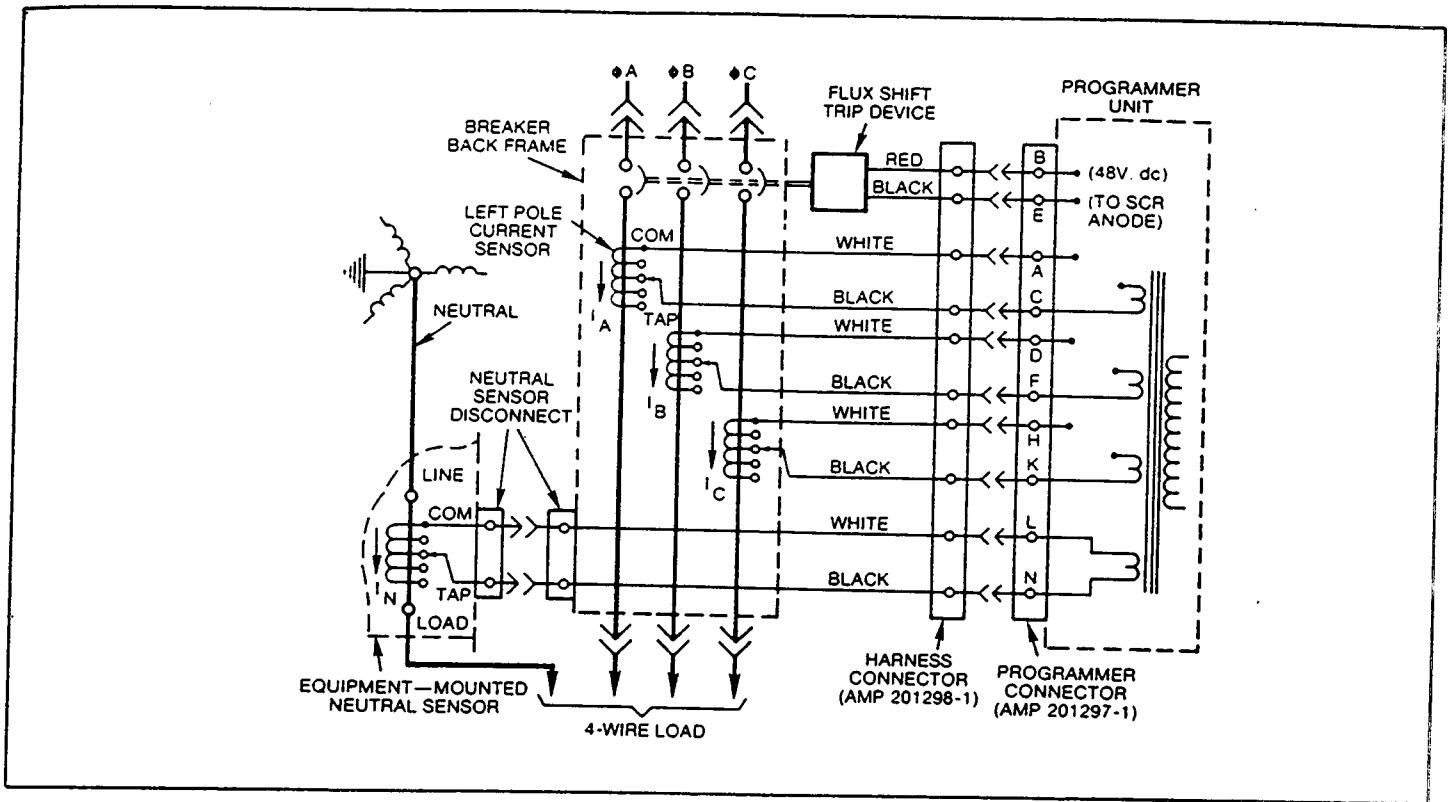 ϕA ϕB ϕC
FLUX SHIFT
TRIP DEVICE
PROGRAMMER
UNIT
BREAKER
BACK FRAME
RED
B
(48V. dc)
BLACK
E
(TO SCR
ANODE)
LEFT POLE
CURRENT
SENSOR
COM
WHITE
A
I A
TAP
BLACK
C
NEUTRAL
WHITE
D
I B
BLACK
F
NEUTRAL
SENSOR
DISCONNECT
WHITE
H
I C
BLACK
K
LINE
COM
WHITE
L
I N
TAP
BLACK
N
LOAD
EQUIPMENT—MOUNTED
NEUTRAL SENSOR
4-WIRE LOAD
HARNESS
CONNECTOR
(AMP 201298-1)
PROGRAMMER
CONNECTOR
(AMP 201297-1)